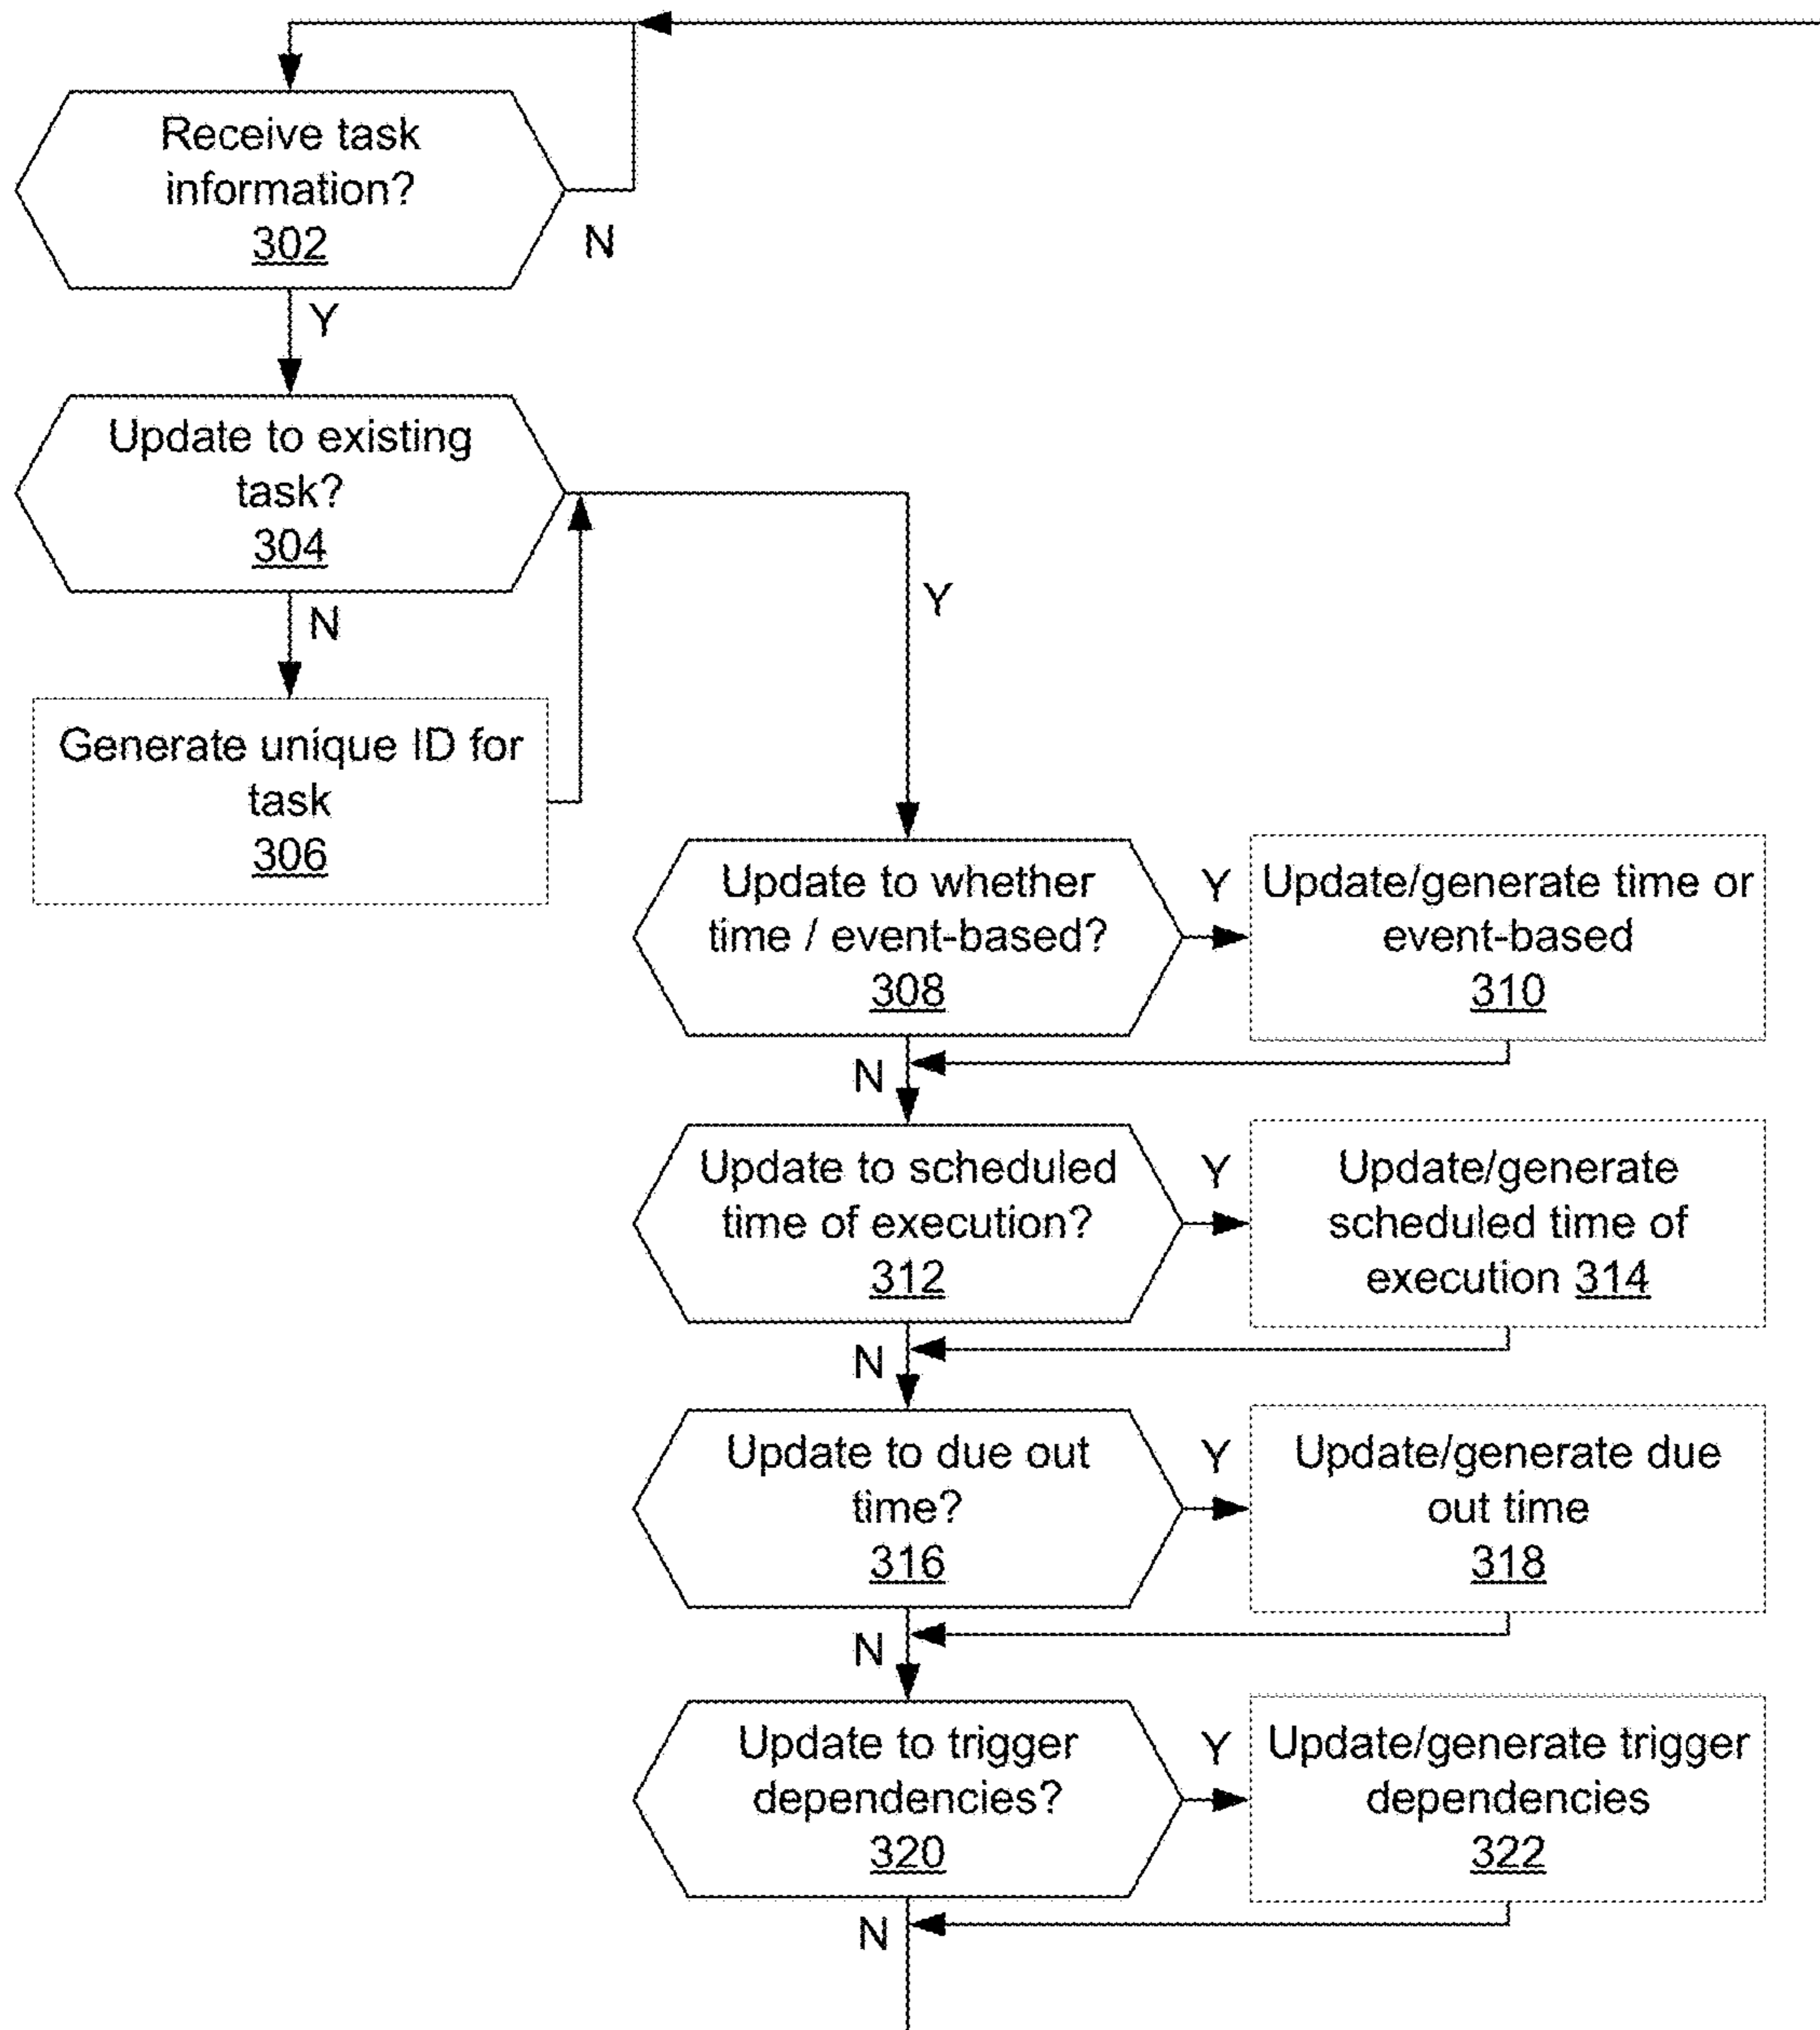 Receive task
information?
302
N
Y
Update to existing
task?
304
Y
N
Generate unique ID for
task
306
Update to whether
time / event-based?
308
Y
Update/generate time or
event-based
310
N
Update to scheduled
time of execution?
312
Y
Update/generate
scheduled time of
execution 314
N
Update to due out
time?
316
Y
Update/generate due
out time
318
N
Update to trigger
dependencies?
320
Y
Update/generate trigger
dependencies
322
N